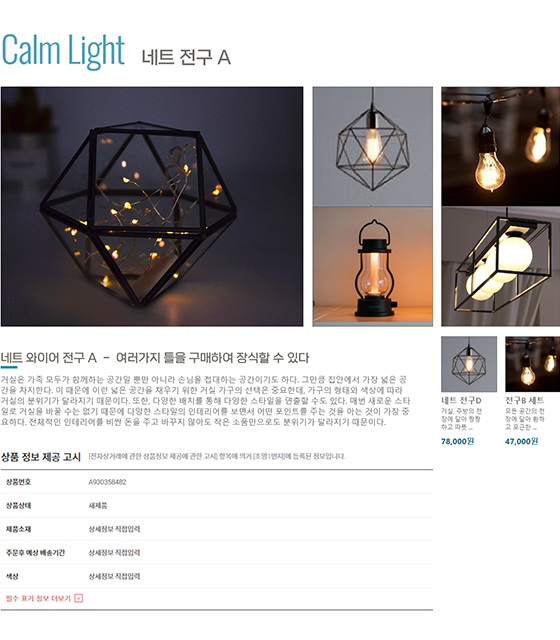 Calm Light 네트 전구 A
네트 와이어 전구 A - 여러가지 틀을 구매하여 장식할 수 있다
거실은 가족 모두가 함께하는 공간일 뿐만 아니라 손님을 접대하는 공간이기도 하다. 그만큼 집안에서 가장 넓은 공
간을 차지한다. 이 때문에 이런 넓은 공간을 채우기 위한 거실 가구의 선택은 중요한데, 가구의 형태와 색상에 따라
거실의 분위기가 달라지기 때문이다. 또한, 다양한 배치를 통해 다양한 스타일을 연출할 수도 있다. 매번 새로운 스타
일로 거실을 바꿀 수는 없기 때문에 다양한 스타일의 인테리어를 보면서 어떤 포인트를 주는 것을 아는 것이 가장 중
요하다. 전체적인 인테리어를 비싼 돈을 주고 바꾸지 않아도 작은 소품만으로도 분위기가 달라지기 때문이다.
네트 전구D
거실, 주방의 천
장에 달아 짱짱
하고 따뜻 ...
78,000원
전구B 세트
모든 공간의 천
장에 달아 환하
고 포근한 ...
47,000원
상품 정보 제공 고시 [전자상거래에 관한 상품정보 제공에 관한 고시] 항목에 의거 [조명1번지]에 등록된 정보입니다.
상품번호 A930358482
상품상태 새제품
제품소재 상세정보 직접입력
주문후 예상 배송기간 상세정보 직접입력
색상 상세정보 직접입력
필수 표기 정보 더보기